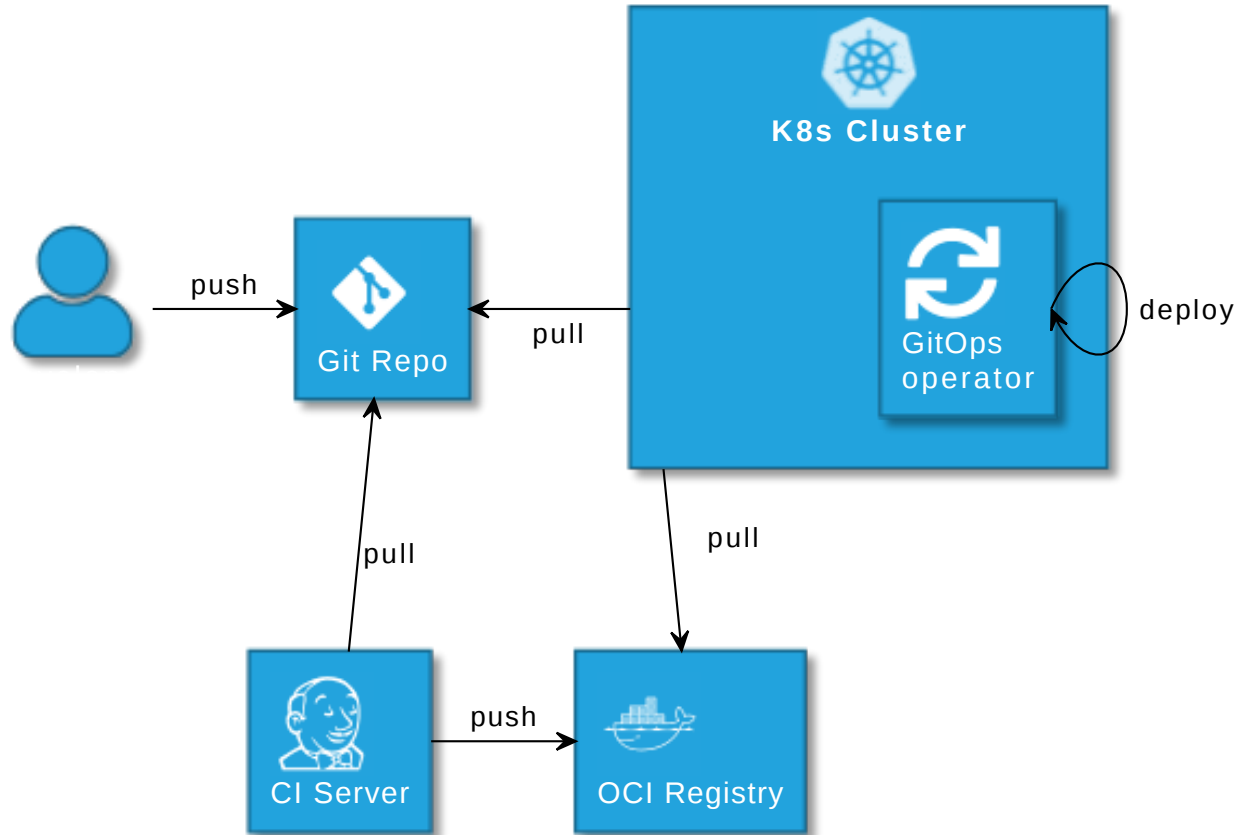 K8s Cluster
push
Git Repo
pull
GitOps
operator
deploy
pull
pull
CI Server
push
OCI Registry